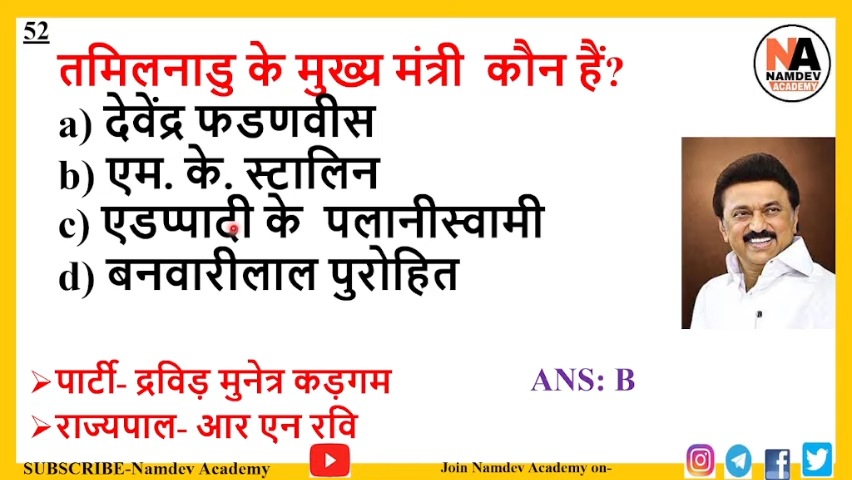 52
तमिलनाडु के मुख्य मंत्री कौन हैं?
a) देवेंद्र फडणवीस
b) एम. के. स्टालिन
c) एडप्पादी के पलानीस्वामी
d) बनवारीलाल पुरोहित
NA
NAMDEV
ACADEMY
➢पार्टी- द्रविड़ मुनेत्र कड़गम
ANS: B
➢राज्यपाल- आर एन रवि
SUBSCRIBE-Namdev Academy
Join Namdev Academy on-